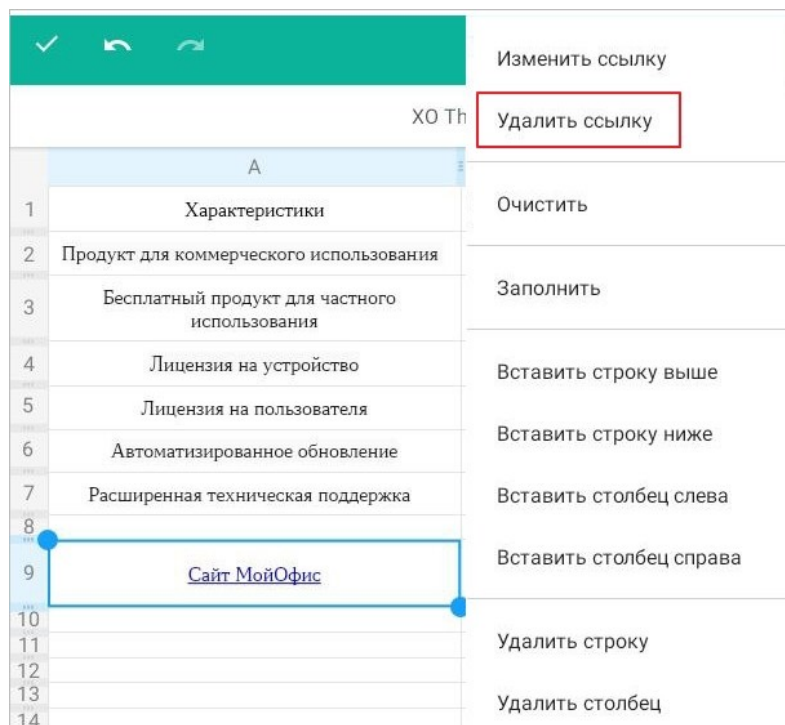 XO Th
A
1 Характеристики
2 Продукт для коммерческого использования
3 Бесплатный продукт для частного
использования
4 Лицензия на устройство
5 Лицензия на пользователя
6 Автоматизированное обновление
7 Расширенная техническая поддержка
8
9 Сайт МойОфис
10
11
12
13
14
Изменить ссылку
Удалить ссылку
Очистить
Заполнить
Вставить строку выше
Вставить строку ниже
Вставить столбец слева
Вставить столбец справа
Удалить строку
Удалить столбец